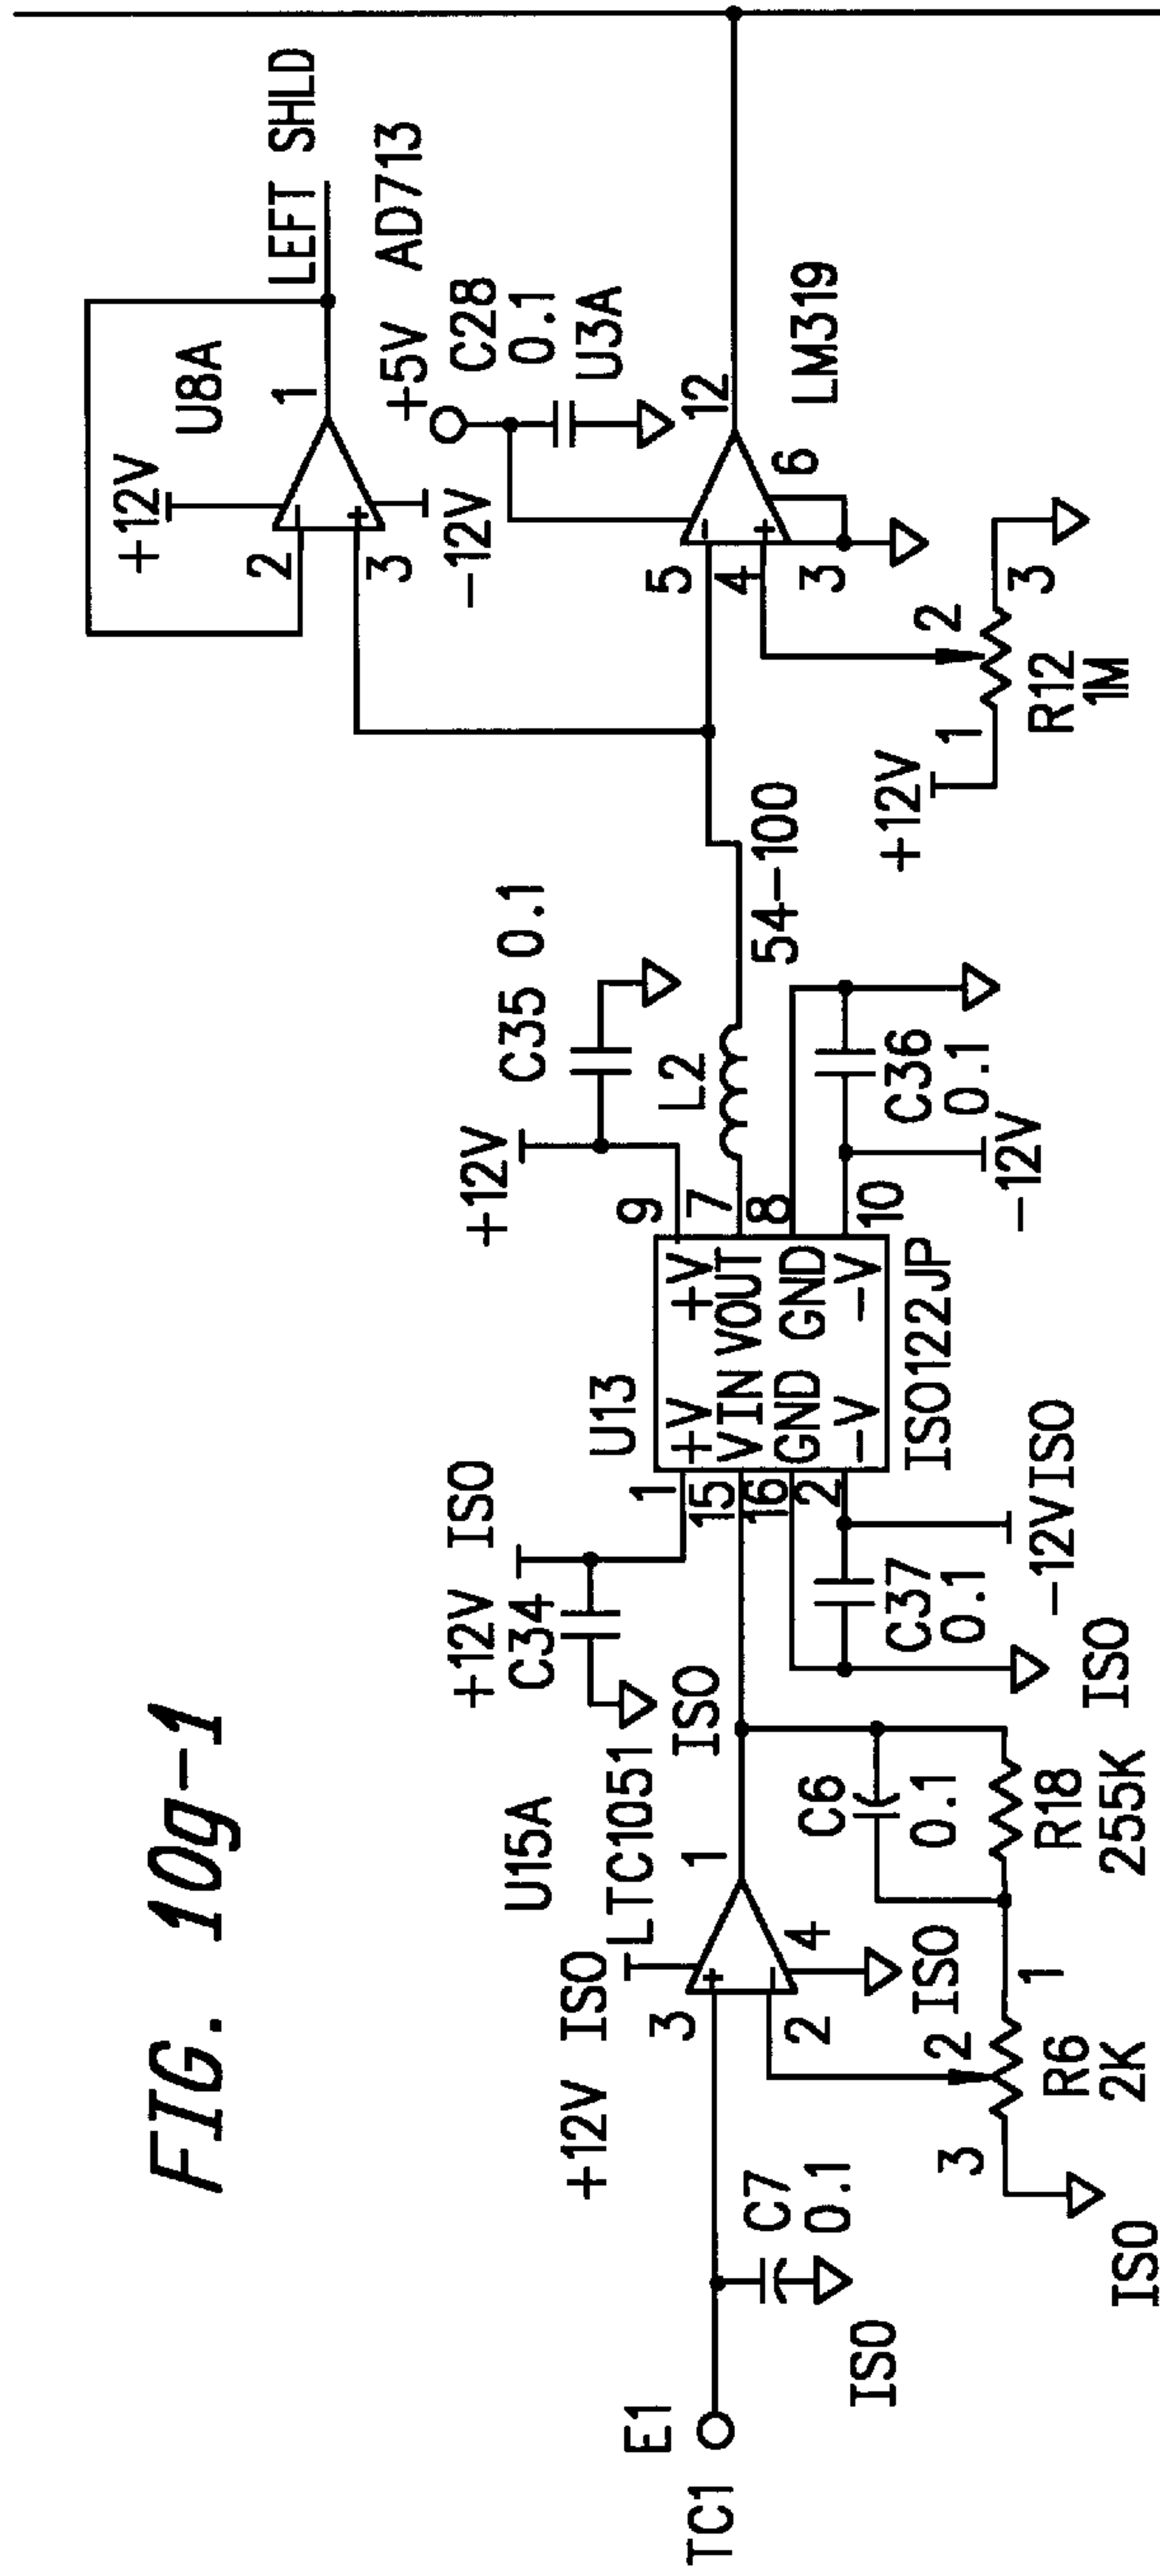 FIG. 10g-1
TC1
E1
C7
0.1
ISO
+12V ISO
U15A
LTC1051
3
2
1
4
ISO
3
2
1
R6
2K
ISO
C6
0.1
R18
255K
+12V ISO
C34
ISO
U13
1
15
16
2
+V
VIN
GND
-V
+V
VOUT
GND
-V
9
7
8
10
ISO122JP
C37
0.1
-12VISO
ISO
+12V
C35 0.1
L2
54-100
C36
0.1
-12V
+12V
U8A
2
3
1
-12V
LEFT SHLD
AD713
+5V
C28
0.1
U3A
5
4
3
12
6
LM319
+12V
1
2
3
R12
1M